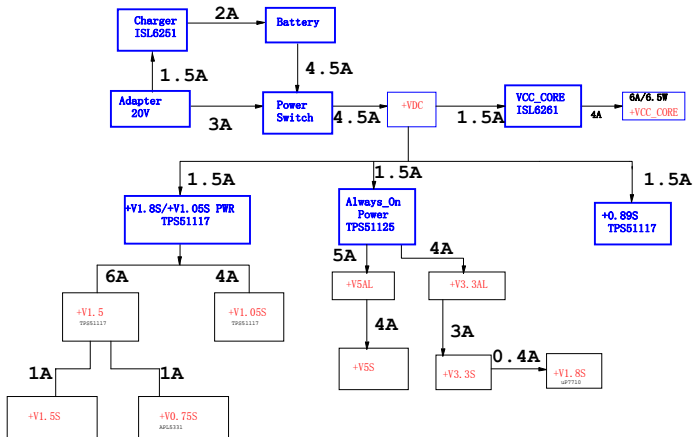 Charger
ISL6251
2A
Battery
1.5A
4.5A
Adapter
20V
3A
Power
Switch
4.5A
+VDC
1.5A
VCC_CORE
ISL6261
4A
6A/6.5W
+VCC_CORE
1.5A
1.5A
1.5A
+V1.8S/+V1.05S PWR
TPS51117
Always_On
Power
TPS51125
+0.89S
TPS51117
6A
4A
5A
4A
+V1.5
TPS51117
+V1.05S
TPS51117
+V5AL
+V3.3AL
4A
3A
1A
1A
+V5S
+V3.3S
0.4A
+V1.8S
uP7710
+V1.5S
+V0.75S
APL5331